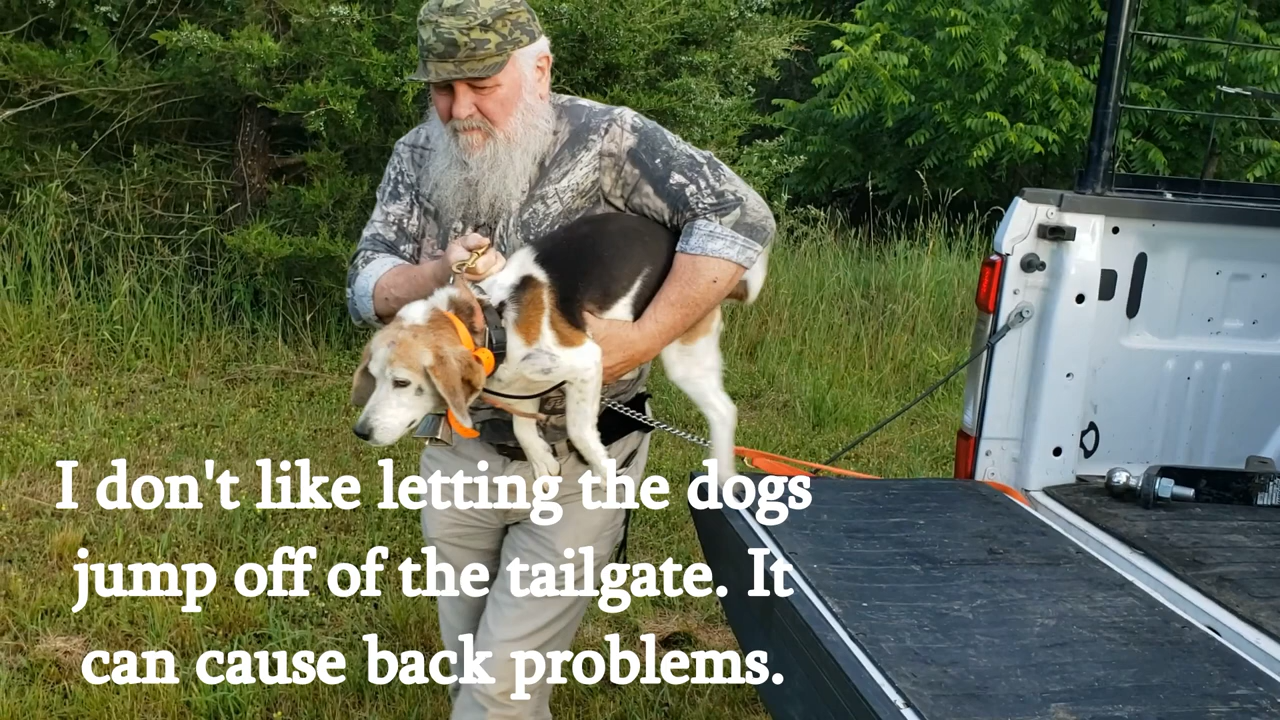 I don't like letting the dogs
jump off of the tailgate. It
can cause back problems.